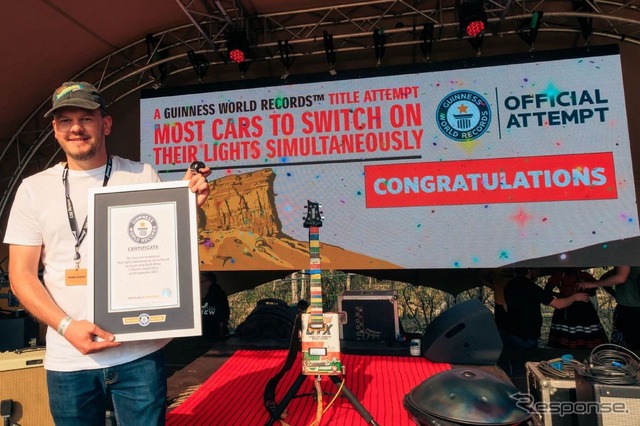 A GUINNESS WORLD RECORDS™ TITLE ATTEMPT
MOST CARS TO SWITCH ON
THEIR LIGHTS SIMULTANEOUSLY
GUINNESS
WORLD
RECORDS
OFFICIAL
ATTEMPT
CONGRATULATIONS
CERTIFICATE
Response.